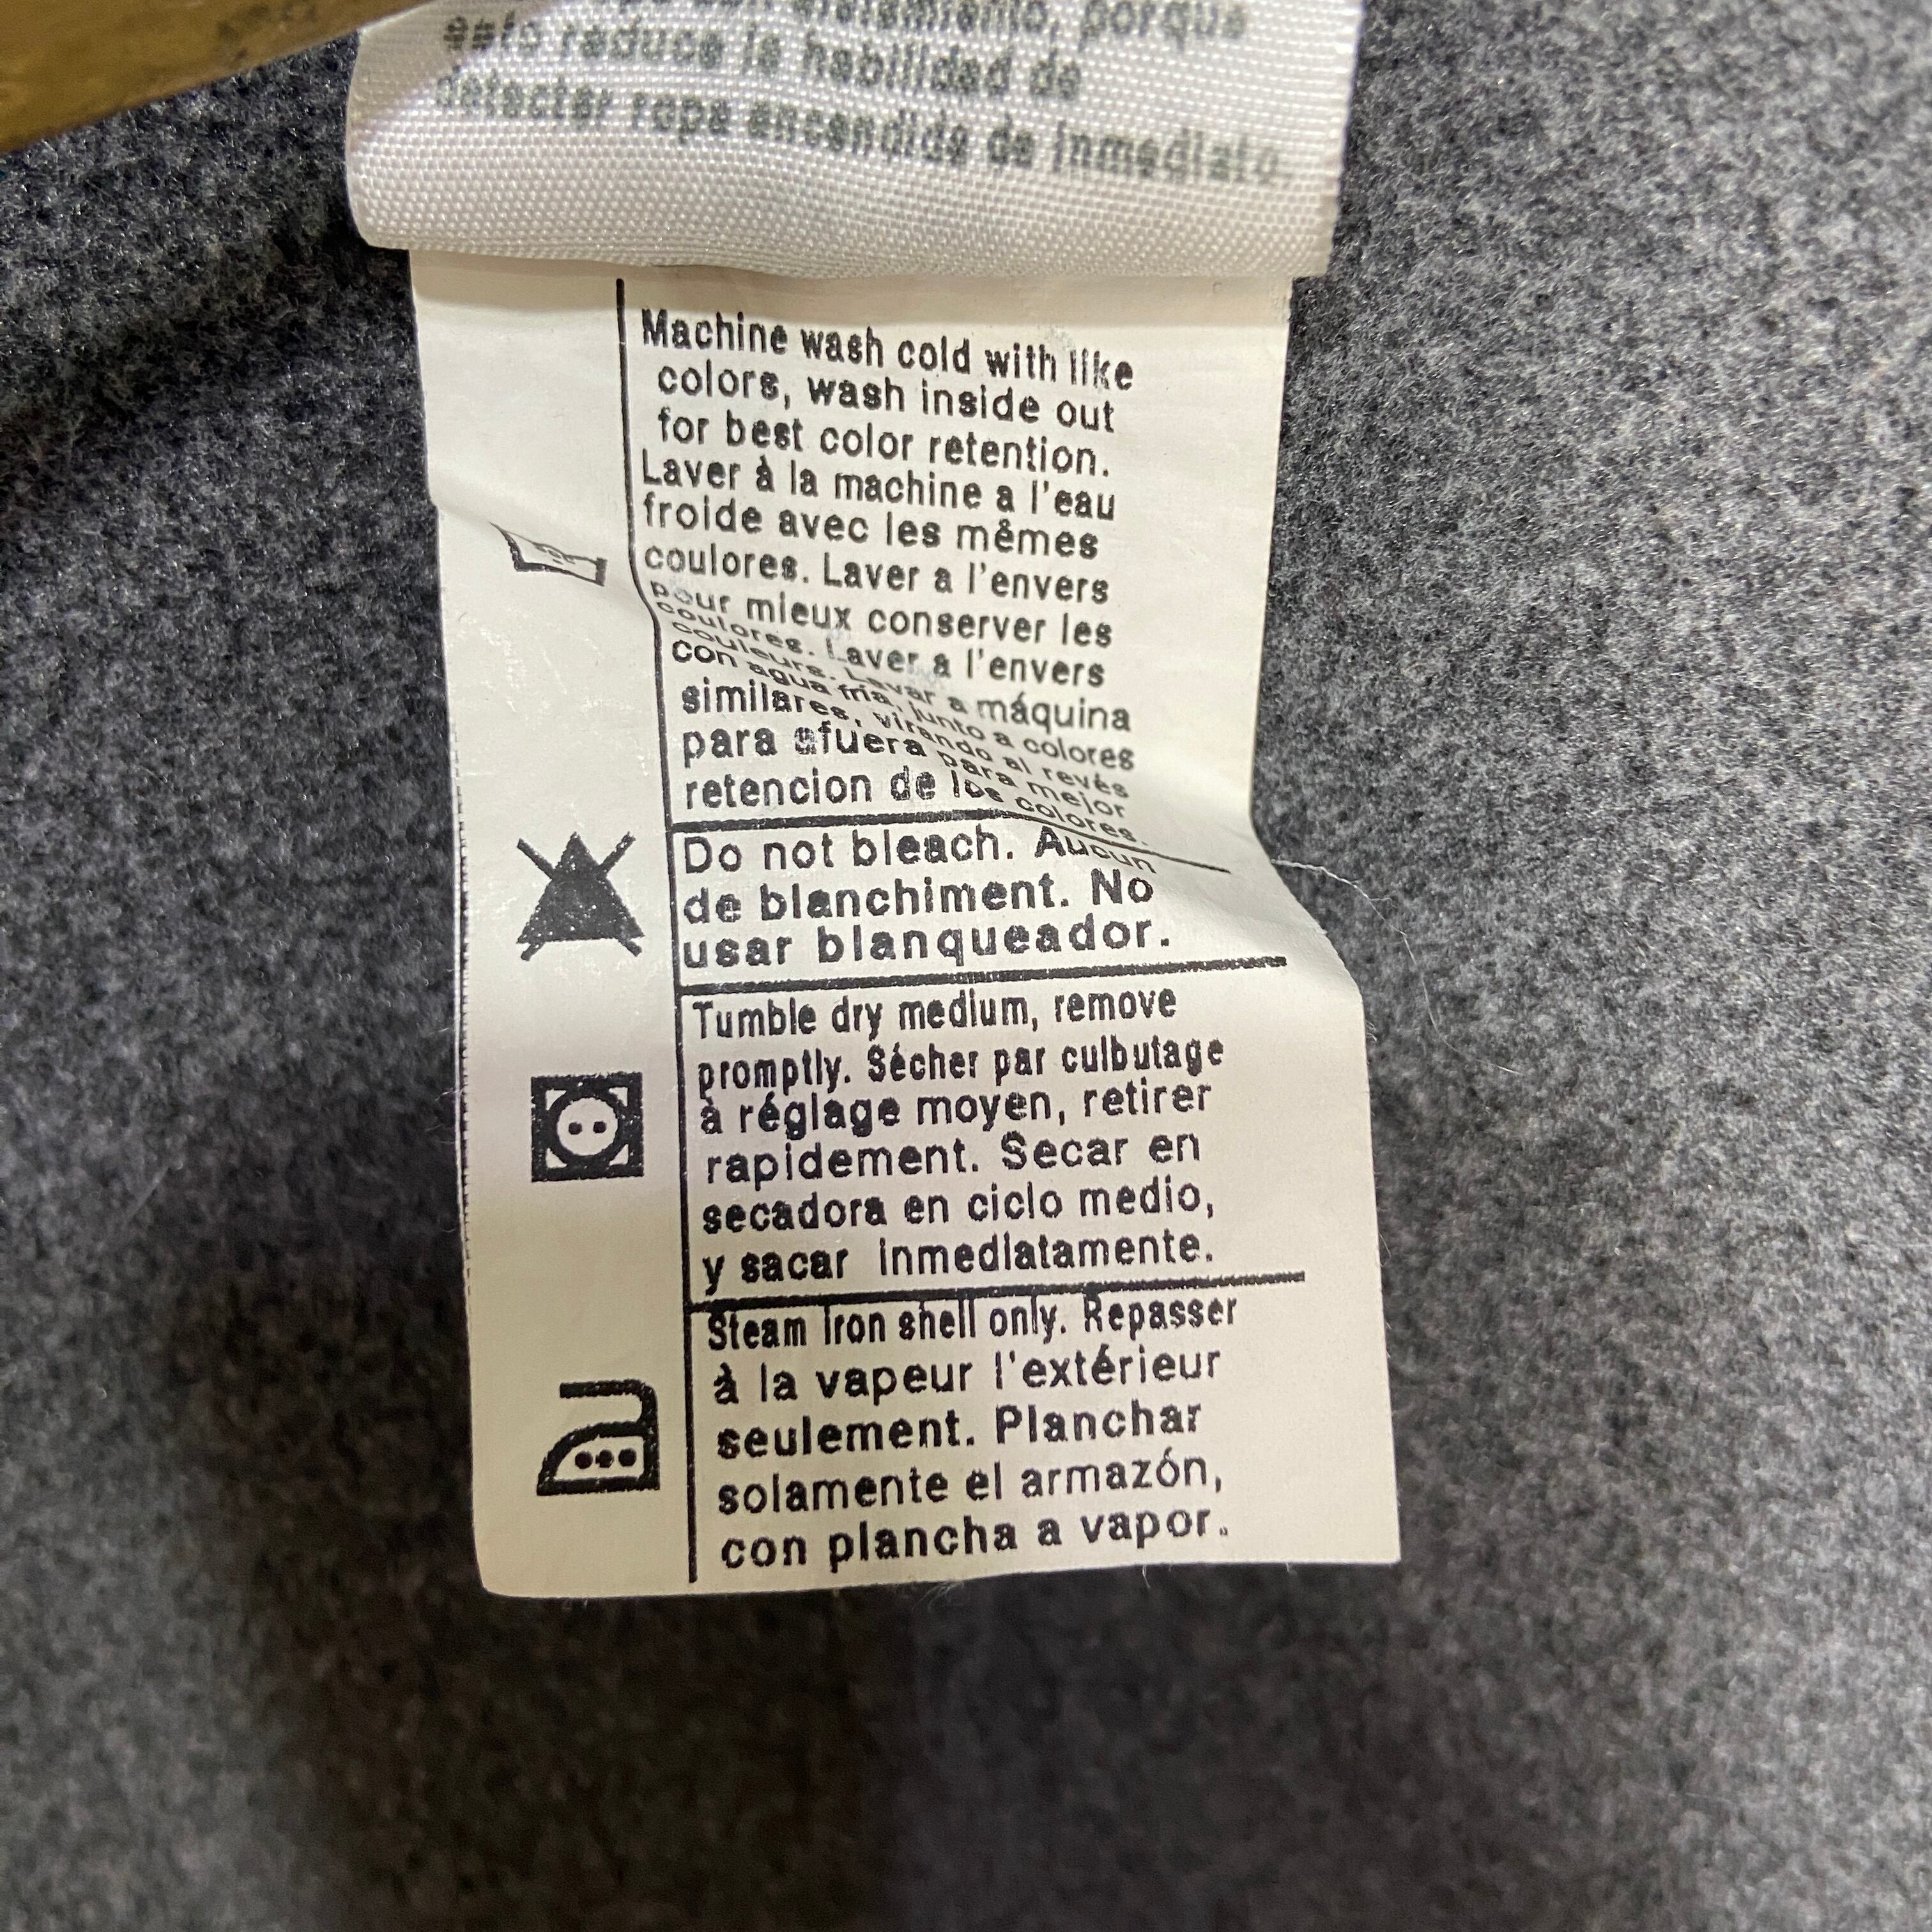 porque
esto reduce la habilidad de
detectar ropa encendida de inmediato.
Machine wash cold with like
colors, wash inside out
for best color retention.
Laver à la machine a l'eau
froide avec les mêmes
coulores. Laver a l'envers
pour mieux conserver les
coulores. Laver a l'envers
couleurs. Lavar a máquina
con agua fria, junto a colores
similares, virando al revès
para afuera para mejor
retencion de los colores.
Do not bleach. Aucun
de blanchiment. No
usar blanqueador.
Tumble dry medium, remove
promptly. Sécher par culbutage
à réglage moyen, retirer
rapidement. Secar en
secadora en ciclo medio,
y sacar inmediatamente.
Steam iron shell only. Repasser
à la vapeur l'extérieur
seulement. Planchar
solamente el armazón,
con plancha a vapor.